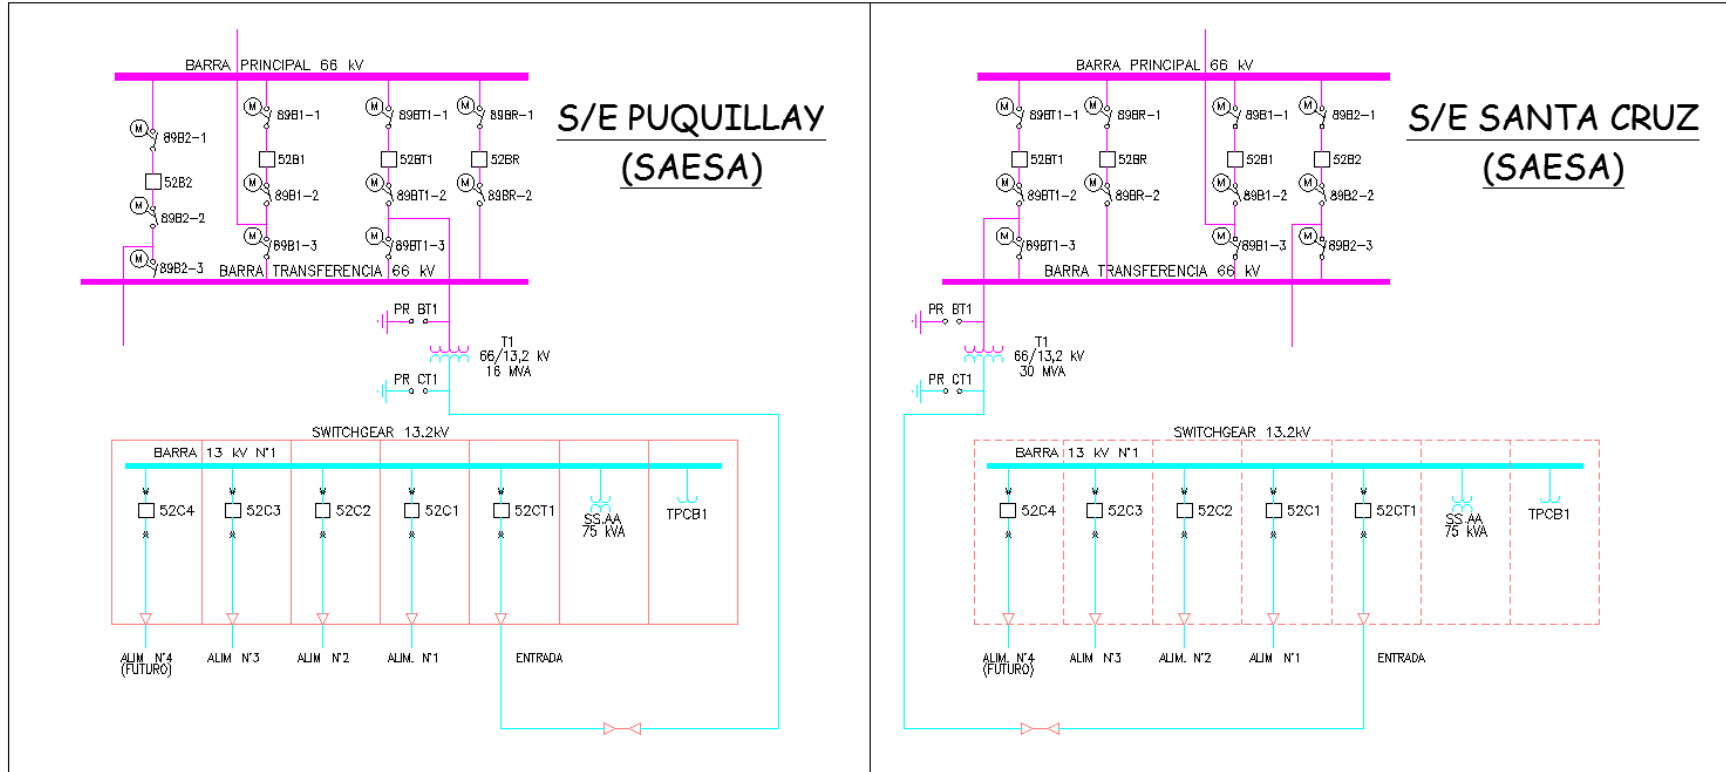 BARRA PRINCIPAL 66 kV
M 89B1-1
M 89BT1-1
M 89BR-1
M 89B2-1
52B1
52BT1
52BR
52B2
M 89B1-2
M 89BT1-2
M 89BR-2
M 89B2-2
M 89B1-3
M 89BT1-3
M 89B2-3
BARRA TRANSFERENCIA 66 kV
S/E PUQUILLAY
(SAESA)
PR BT1
T1
66/13,2 kV
16 MVA
PR CT1
SWITCHGEAR 13.2kV
BARRA 13 kV N°1
52C4
52C3
52C2
52C1
52CT1
SS.AA
75 kVA
TPCB1
ALIM N°4
(FUTURO)
ALIM N°3
ALIM N°2
ALIM. N°1
ENTRADA
BARRA PRINCIPAL 66 kV
M 89BT1-1
M 89BR-1
M 89B1-1
M 89B2-1
52BT1
52BR
52B1
52B2
M 89BT1-2
M 89BR-2
M 89B1-2
M 89B2-2
M 89BT1-3
M 89B1-3
M 89B2-3
BARRA TRANSFERENCIA 66 kV
S/E SANTA CRUZ
(SAESA)
PR BT1
T1
66/13,2 kV
30 MVA
PR CT1
SWITCHGEAR 13.2kV
BARRA 13 kV N°1
52C4
52C3
52C2
52C1
52CT1
SS.AA
75 kVA
TPCB1
ALIM. N°4
(FUTURO)
ALIM N°3
ALIM. N°2
ALIM N°1
ENTRADA